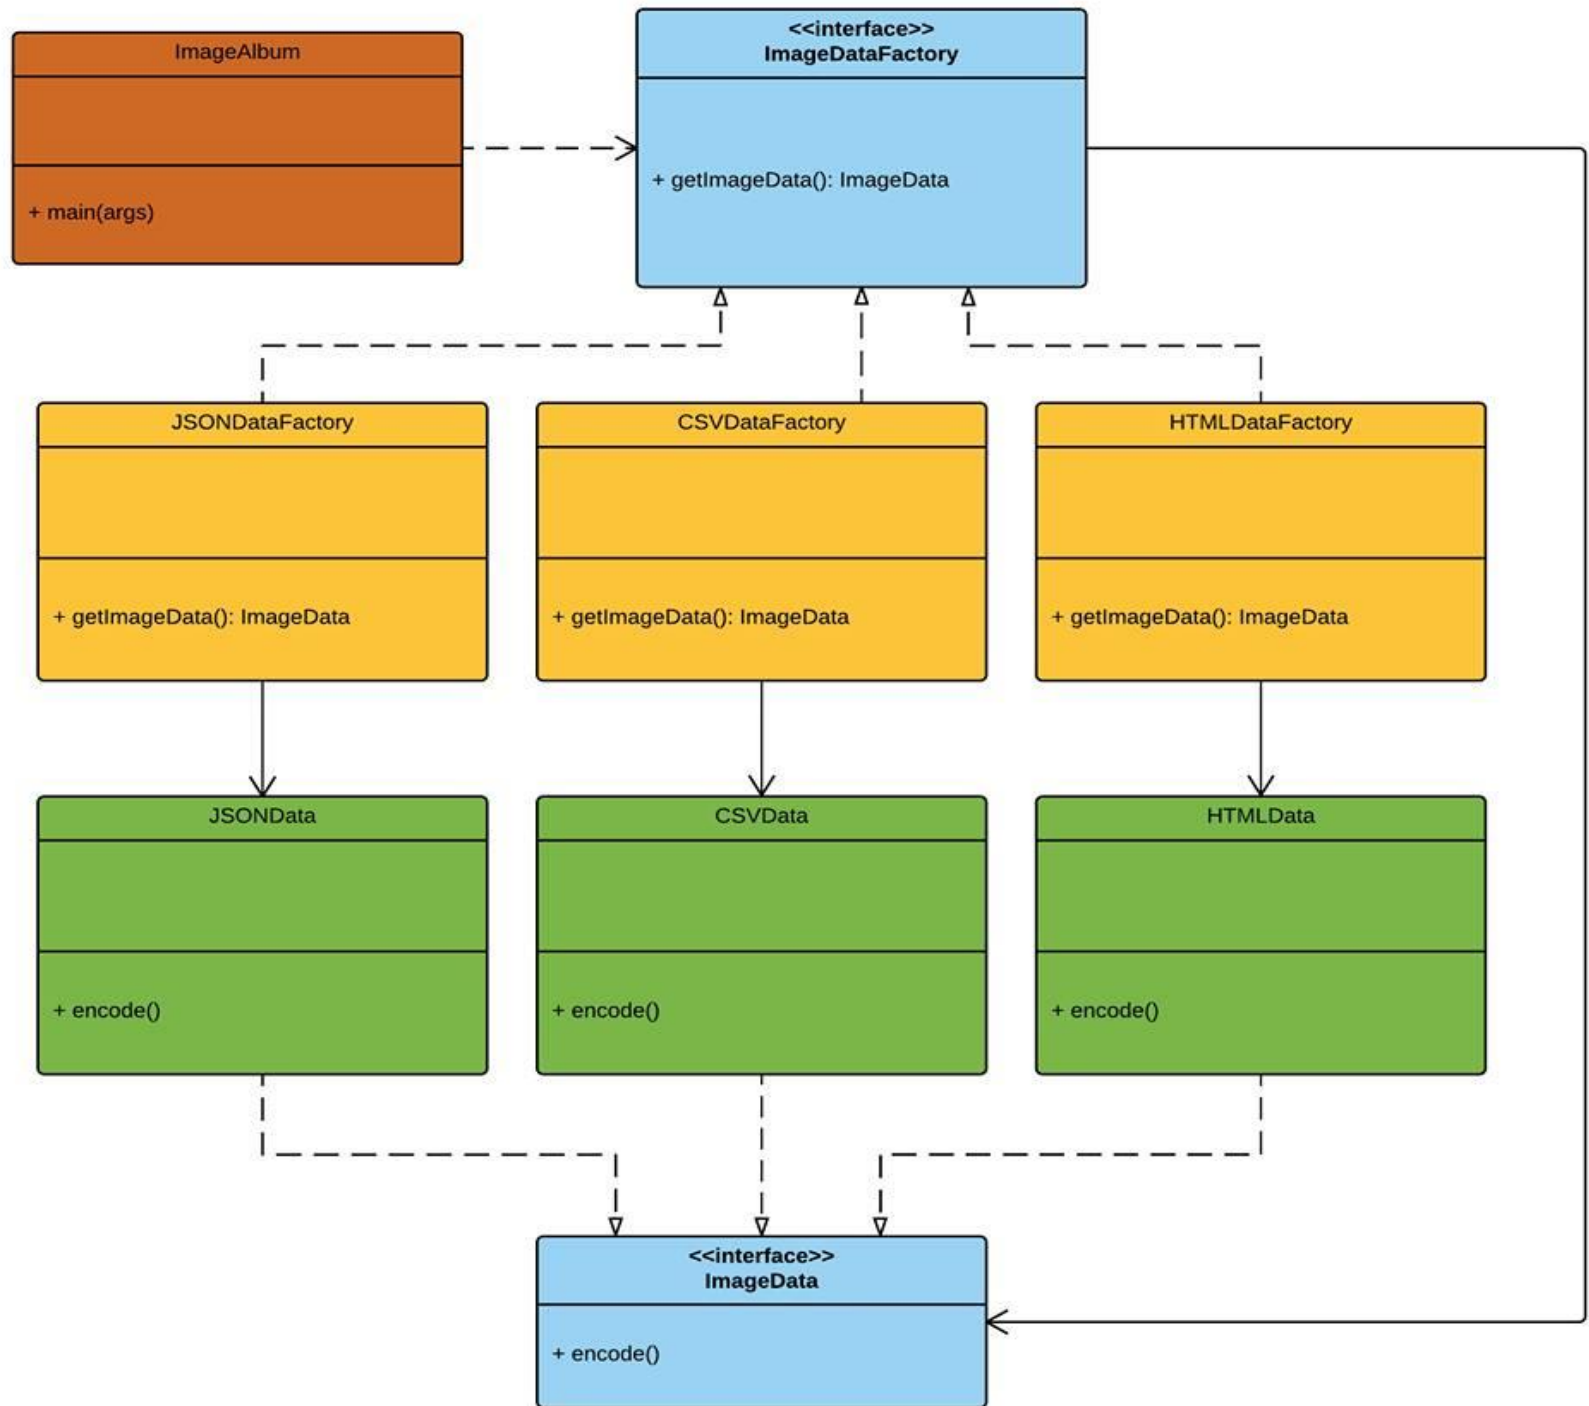 ImageAlbum
+ main(args)
<<interface>>
ImageDataFactory
+ getImageData(): ImageData
JSONDataFactory
+ getImageData(): ImageData
CSVDataFactory
+ getImageData(): ImageData
HTMLDataFactory
+ getImageData(): ImageData
JSONData
+ encode()
CSVData
+ encode()
HTMLData
+ encode()
<<interface>>
ImageData
+ encode()